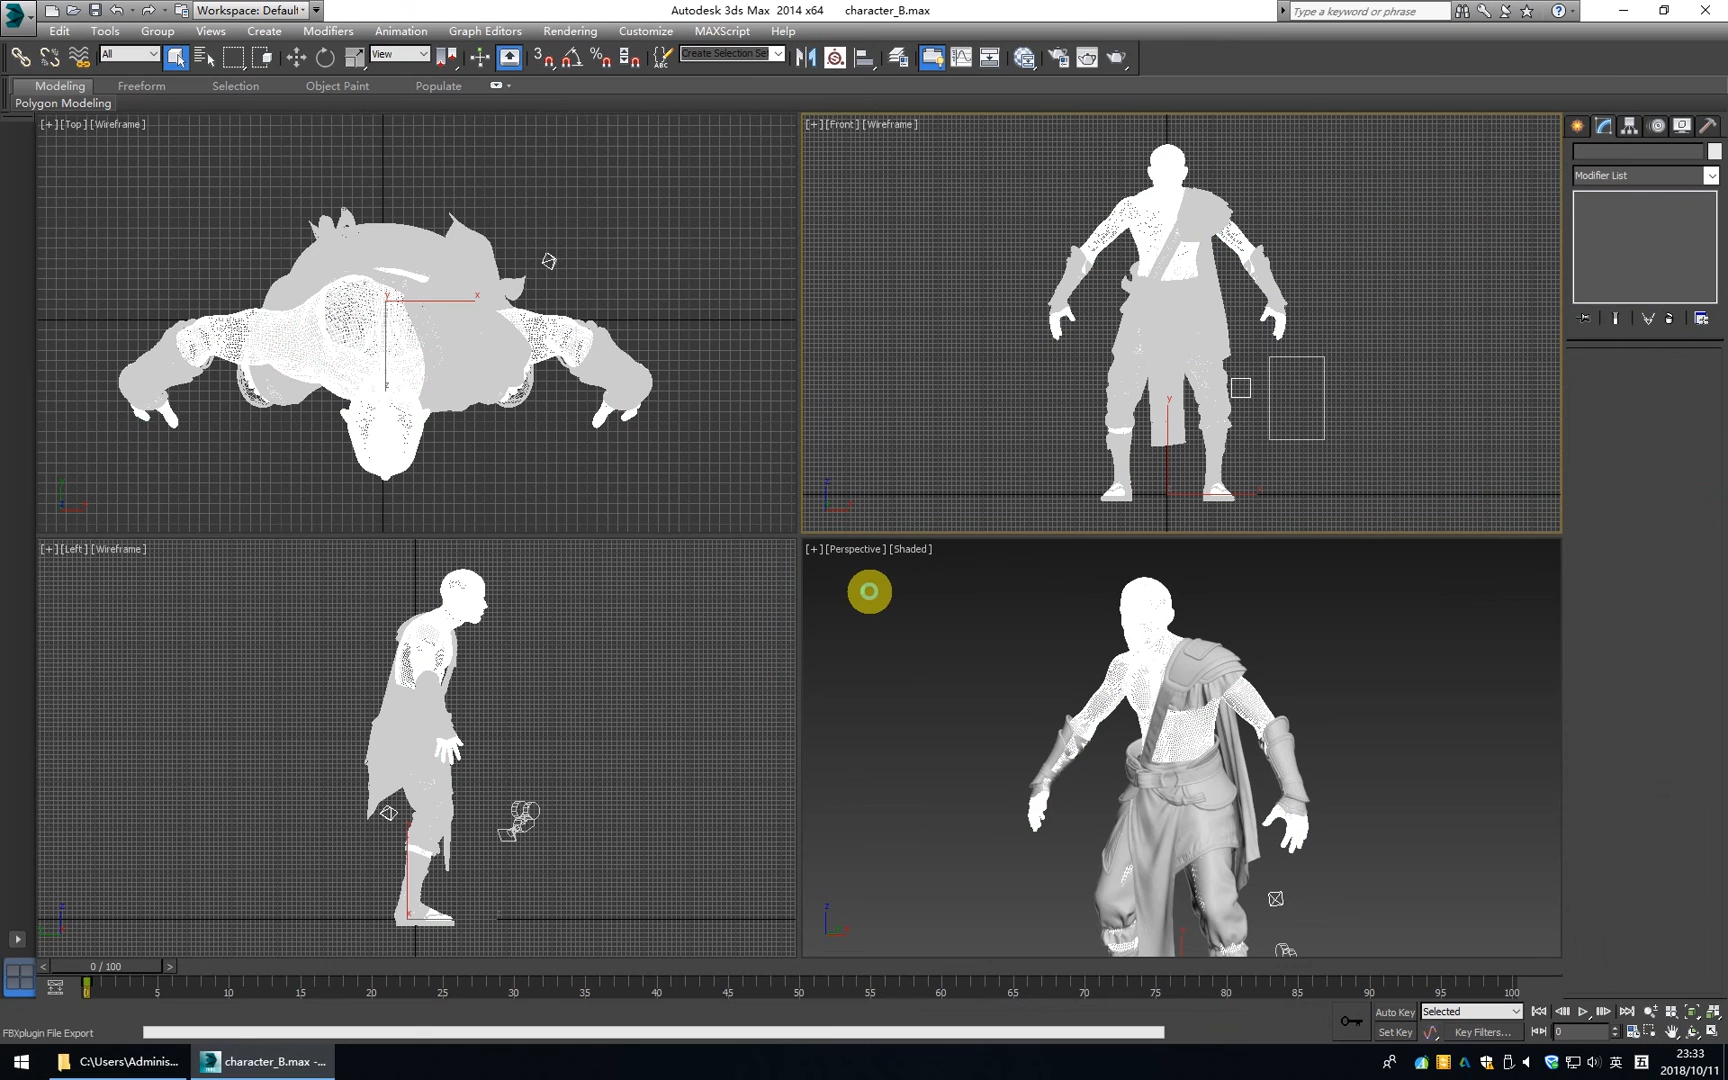 Workspace: Default
Autodesk 3ds Max 2014 x64    character_B.max
Type a keyword or phrase
Edit Tools Group Views Create Modifiers Animation Graph Editors Rendering Customize MAXScript Help
All
View
Create Selection Se
Modeling Freeform Selection Object Paint Populate
Polygon Modeling
[+] [Top] [Wireframe]
[+] [Front] [Wireframe]
Modifier List
[+] [Left] [Wireframe]
[+] [Perspective] [Shaded]
< 0 / 100 >
0 5 10 15 20 25 30 35 40 45 50 55 60 65 70 75 80 85 90 95 100
Auto Key Selected
FBXplugin File Export
Set Key Key Filters... 0
C:\Users\Adminis...
character_B.max -...
英
五
23:33
2018/10/11